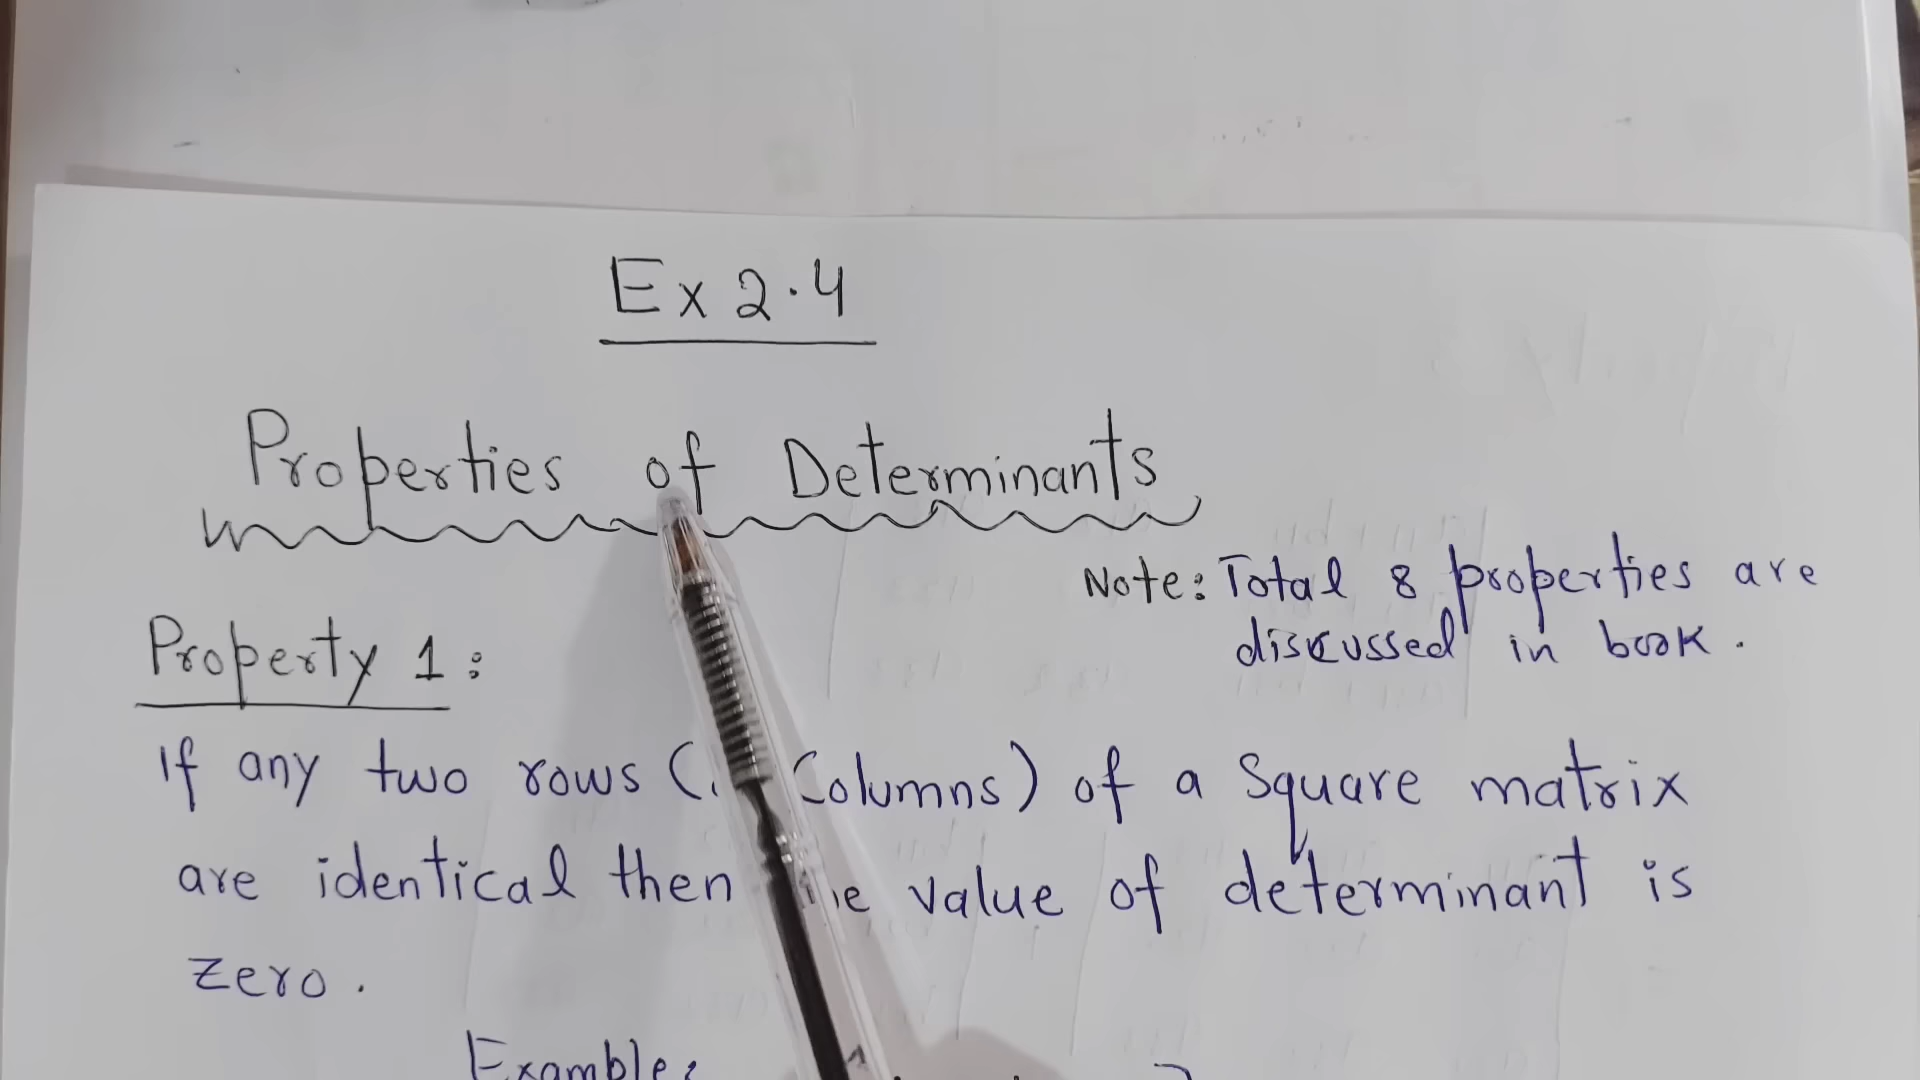 Ex 2.4
Properties of Determinants
Note: Total 8 properties are
discussed in book.
Property 1:
If any two rows ( Columns) of a Square matrix
are identical then value of determinant is
zero.
Example: